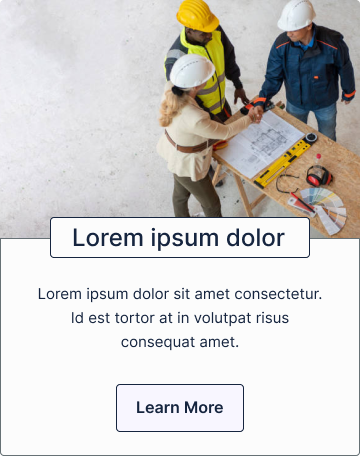 Lorem ipsum dolor
Lorem ipsum dolor sit amet consectetur.
Id est tortor at in volutpat risus
consequat amet.
Learn More